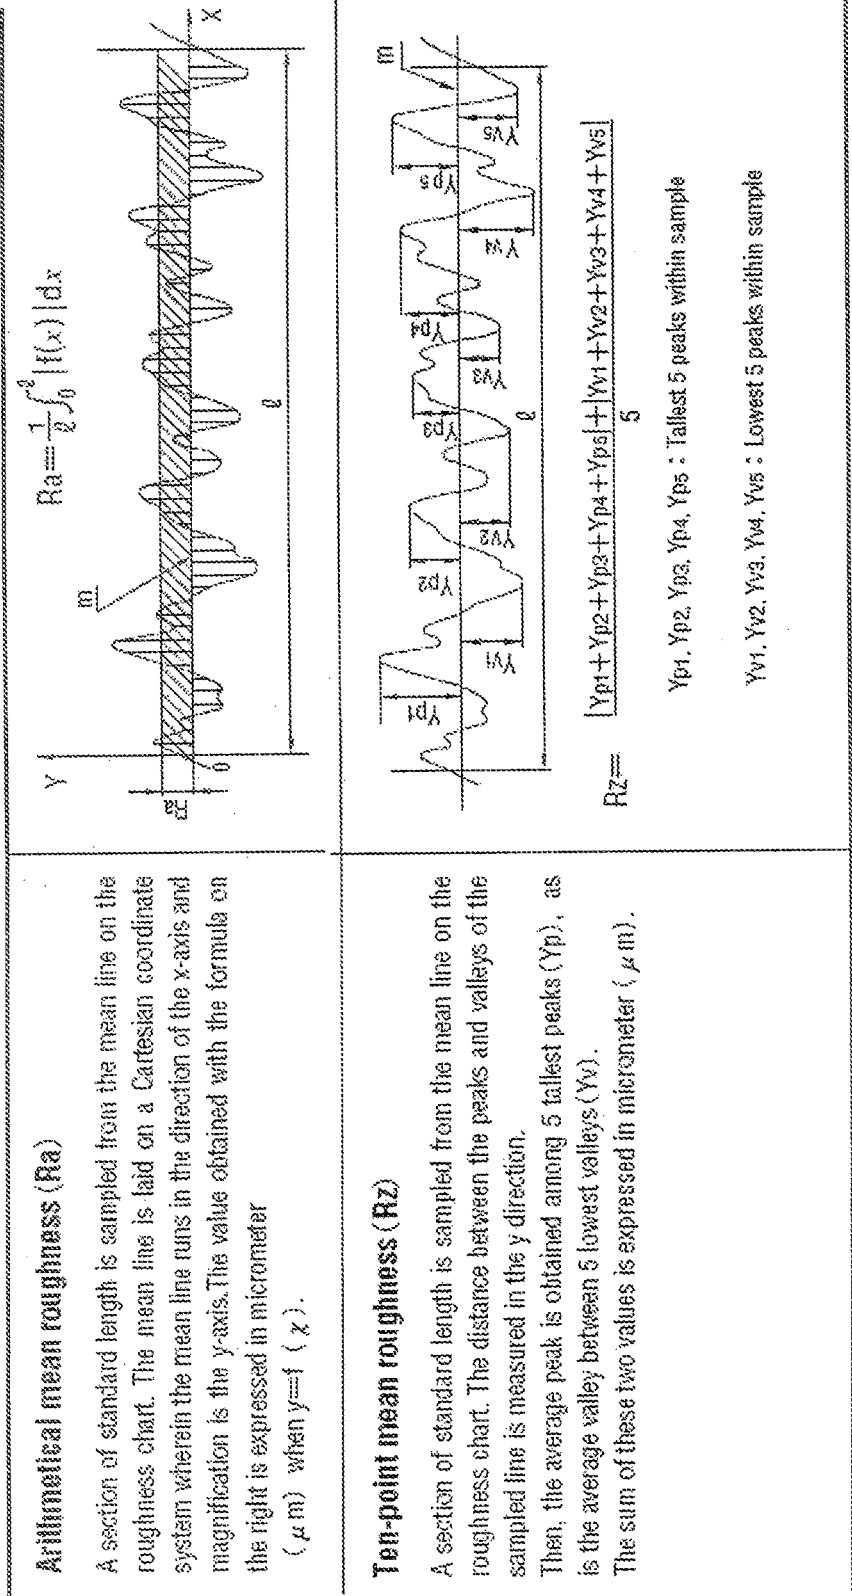 Arithmetical mean roughness (Ra)
A section of standard length is sampled from the mean line on the
roughness chart. The mean line is laid on a Cartesian coordinate
system wherein the mean line runs in the direction of the x-axis and
magnification is the y-axis. The value obtained with the formula on
the right is expressed in micrometer
(μm) when y=f (χ).
Ra=1/ℓ ∫0ℓ |f(x)|dx
Y
X
m
Ra
0
ℓ
Ten-point mean roughness (Rz)
A section of standard length is sampled from the mean line on the
roughness chart. The distance between the peaks and valleys of the
sampled line is measured in the y direction.
Then, the average peak is obtained among 5 tallest peaks (Yp), as
is the average valley between 5 lowest valleys (Yv).
The sum of these two values is expressed in micrometer (μm).
m
Yp1 Yp2 Yp3 Yp4 Yp5
Yv1 Yv2 Yv3 Yv4 Yv5
ℓ
|Yp1+Yp2+Yp3+Yp4+Yp5|+|Yv1+Yv2+Yv3+Yv4+Yv5|
Rz=
5
Yp1, Yp2, Yp3, Yp4, Yp5 : Tallest 5 peaks within sample
Yv1, Yv2, Yv3, Yv4, Yv5 : Lowest 5 peaks within sample